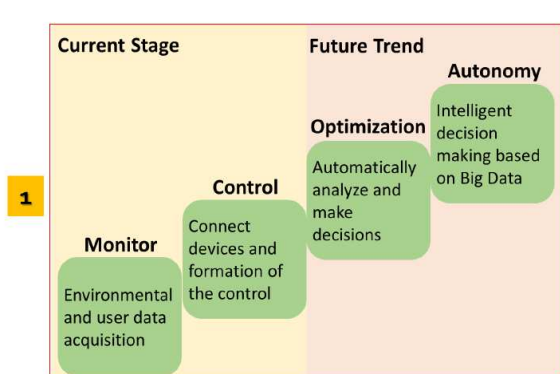 Current Stage
Future Trend
1
Monitor
Environmental
and user data
acquisition
Control
Connect
devices and
formation of
the control
Optimization
Automatically
analyze and
make
decisions
Autonomy
Intelligent
decision
making based
on Big Data